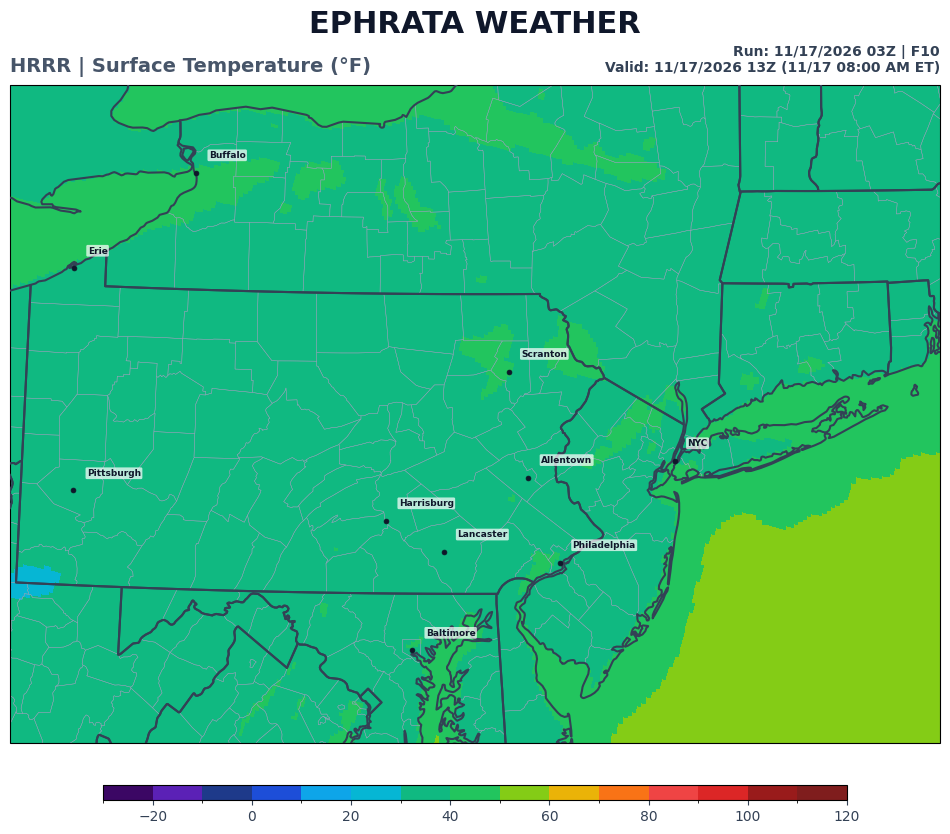 EPHRATA WEATHER
HRRR | Surface Temperature (°F)
Run: 11/17/2026 03Z | F10
Valid: 11/17/2026 13Z (11/17 08:00 AM ET)
Buffalo
Erie
Scranton
NYC
Allentown
Pittsburgh
Harrisburg
Lancaster
Philadelphia
Baltimore
−20 0 20 40 60 80 100 120